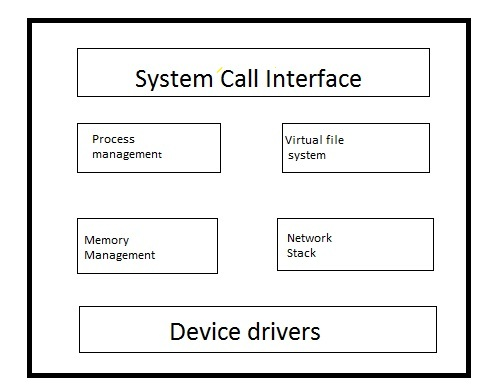 System Call Interface
Process
management
Virtual file
system
Memory
Management
Network
Stack
Device drivers